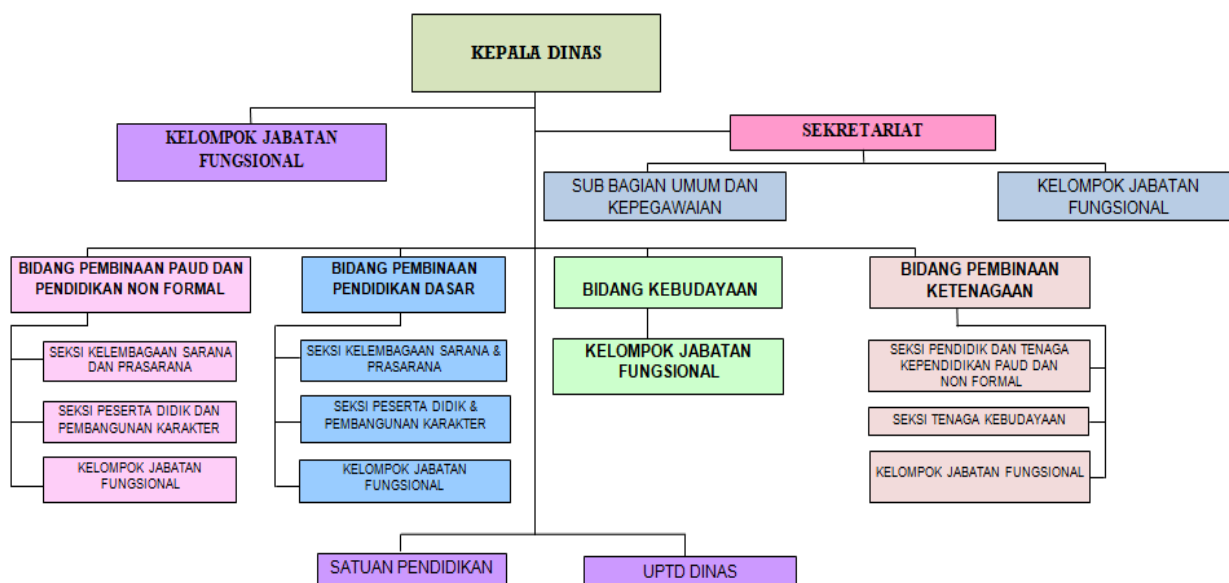 KEPALA DINAS
KELOMPOK JABATAN
FUNGSIONAL
SEKRETARIAT
SUB BAGIAN UMUM DAN
KEPEGAWAIAN
KELOMPOK JABATAN
FUNGSIONAL
BIDANG PEMBINAAN PAUD DAN
PENDIDIKAN NON FORMAL
SEKSI KELEMBAGAAN SARANA
DAN PRASARANA
SEKSI PESERTA DIDIK DAN
PEMBANGUNAN KARAKTER
KELOMPOK JABATAN
FUNGSIONAL
BIDANG PEMBINAAN
PENDIDIKAN DASAR
SEKSI KELEMBAGAAN SARANA &
PRASARANA
SEKSI PESERTA DIDIK &
PEMBANGUNAN KARAKTER
KELOMPOK JABATAN
FUNGSIONAL
BIDANG KEBUDAYAAN
KELOMPOK JABATAN
FUNGSIONAL
BIDANG PEMBINAAN
KETENAGAAN
SEKSI PENDIDIK DAN TENAGA
KEPENDIDIKAN PAUD DAN
NON FORMAL
SEKSI TENAGA KEBUDAYAAN
KELOMPOK JABATAN FUNGSIONAL
SATUAN PENDIDIKAN
UPTD DINAS